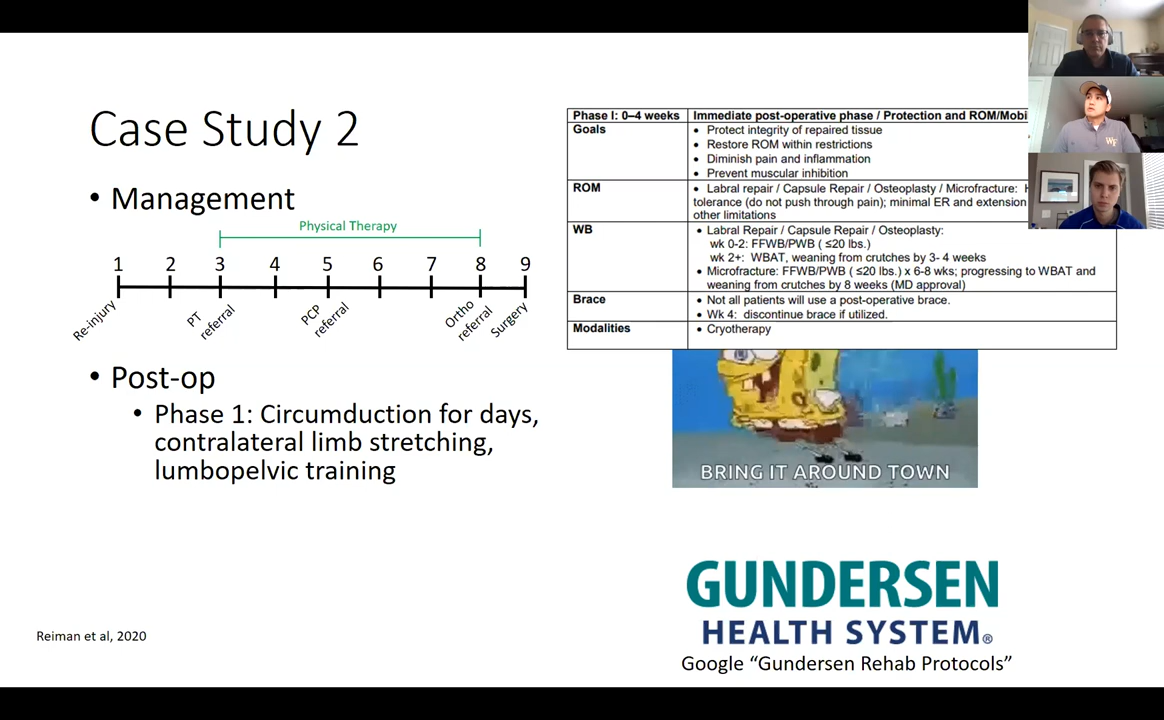 Case Study 2
• Management
Physical Therapy
1 2 3 4 5 6 7 8 9
Re-injury
PT
referral
PCP
referral
Ortho
referral
Surgery
• Post-op
• Phase 1: Circumduction for days,
contralateral limb stretching,
lumbopelvic training
Reiman et al, 2020
Phase I: 0–4 weeks Immediate post-operative phase / Protection and ROM/Mobi
Goals • Protect integrity of repaired tissue
• Restore ROM within restrictions
• Diminish pain and inflammation
• Prevent muscular inhibition
ROM • Labral repair / Capsule Repair / Osteoplasty / Microfracture:
tolerance (do not push through pain); minimal ER and extension
other limitations
WB • Labral Repair / Capsule Repair / Osteoplasty:
wk 0-2: FFWB/PWB ( ≤20 lbs.)
wk 2+: WBAT, weaning from crutches by 3- 4 weeks
• Microfracture: FFWB/PWB ( ≤20 lbs.) x 6-8 wks; progressing to WBAT and
weaning from crutches by 8 weeks (MD approval)
Brace • Not all patients will use a post-operative brace.
• Wk 4: discontinue brace if utilized.
Modalities • Cryotherapy
BRING IT AROUND TOWN
GUNDERSEN
HEALTH SYSTEM®
Google “Gundersen Rehab Protocols”
WF